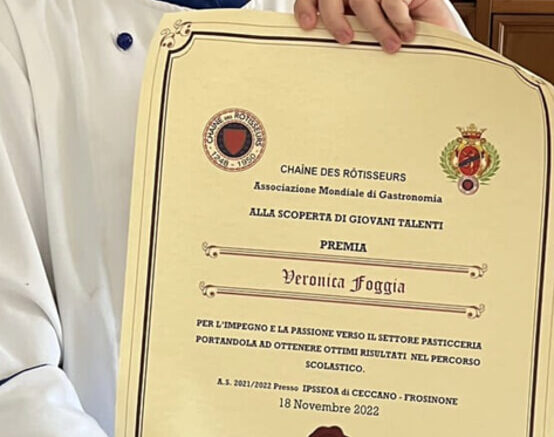 CHAÎNE DES RÔTISSEURS
1248 - 1950
CHAÎNE DES RÔTISSEURS
Associazione Mondiale di Gastronomia
ALLA SCOPERTA DI GIOVANI TALENTI
PREMIA
Veronica Foggia
PER L'IMPEGNO E LA PASSIONE VERSO IL SETTORE PASTICCERIA
PORTANDOLA AD OTTENERE OTTIMI RISULTATI NEL PERCORSO
SCOLASTICO.
A.S. 2021/2022 Presso IPSSEOA di CECCANO - FROSINONE
18 Novembre 2022